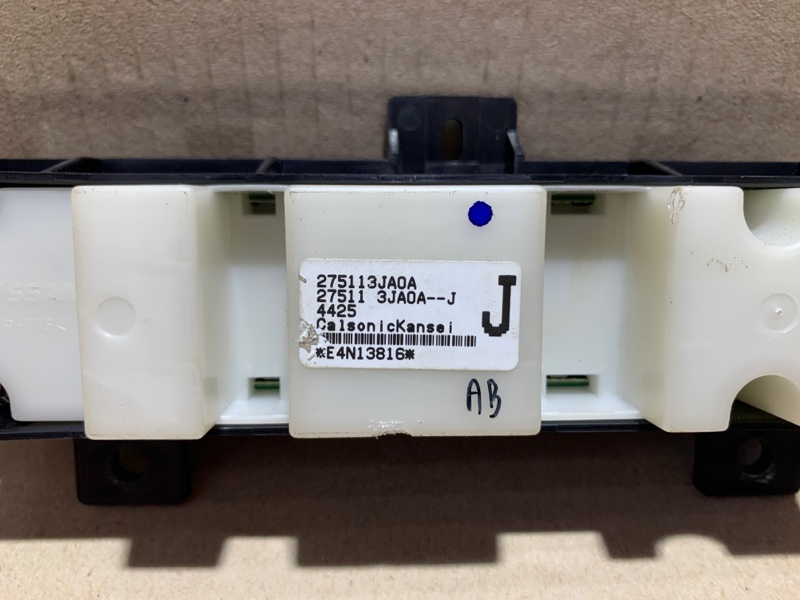 275113JA0A
27511 3JA0A--J
J
4425
CalsonicKansei
*E4N13816*
AB